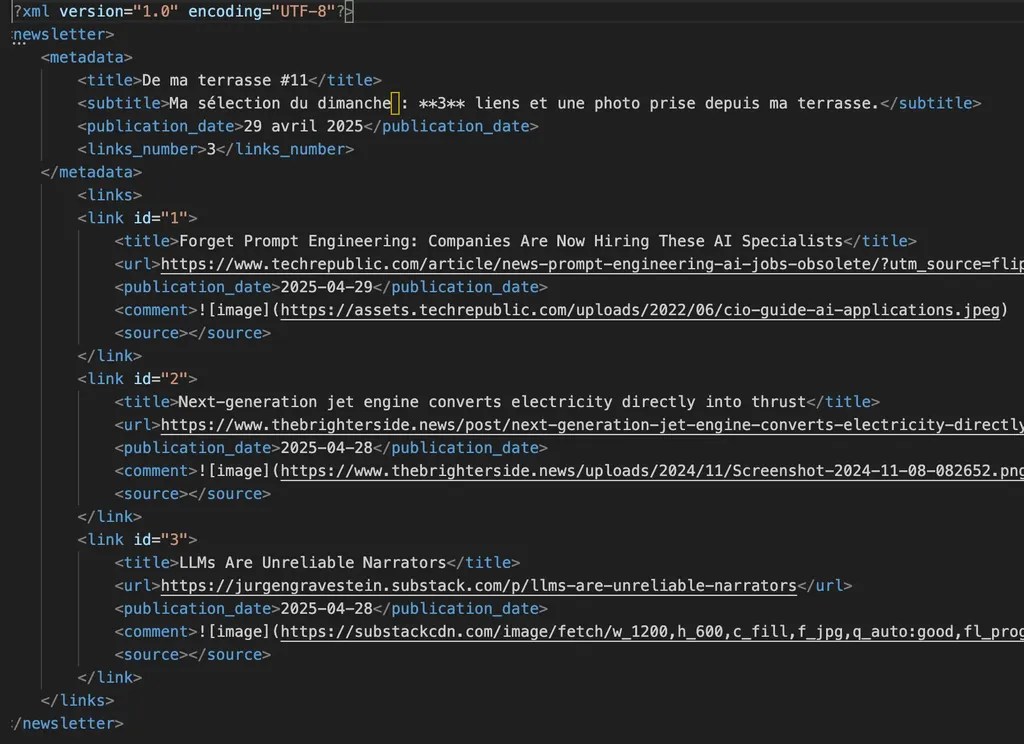 ?xml version="1.0" encoding="UTF-8"?>
newsletter>
<metadata>
<title>De ma terrasse #11</title>
<subtitle>Ma sélection du dimanche : **3** liens et une photo prise depuis ma terrasse.</subtitle>
<publication_date>29 avril 2025</publication_date>
<links_number>3</links_number>
</metadata>
<links>
<link id="1">
<title>Forget Prompt Engineering: Companies Are Now Hiring These AI Specialists</title>
<url>https://www.techrepublic.com/article/news-prompt-engineering-ai-jobs-obsolete/?utm_source=flip
<publication_date>2025-04-29</publication_date>
<comment>![image](https://assets.techrepublic.com/uploads/2022/06/cio-guide-ai-applications.jpeg)
<source></source>
</link>
<link id="2">
<title>Next-generation jet engine converts electricity directly into thrust</title>
<url>https://www.thebrighterside.news/post/next-generation-jet-engine-converts-electricity-directly
<publication_date>2025-04-28</publication_date>
<comment>![image](https://www.thebrighterside.news/uploads/2024/11/Screenshot-2024-11-08-082652.png
<source></source>
</link>
<link id="3">
<title>LLMs Are Unreliable Narrators</title>
<url>https://jurgengravestein.substack.com/p/llms-are-unreliable-narrators</url>
<publication_date>2025-04-28</publication_date>
<comment>![image](https://substackcdn.com/image/fetch/w_1200,h_600,c_fill,f_jpg,q_auto:good,fl_prog
<source></source>
</link>
</links>
/newsletter>